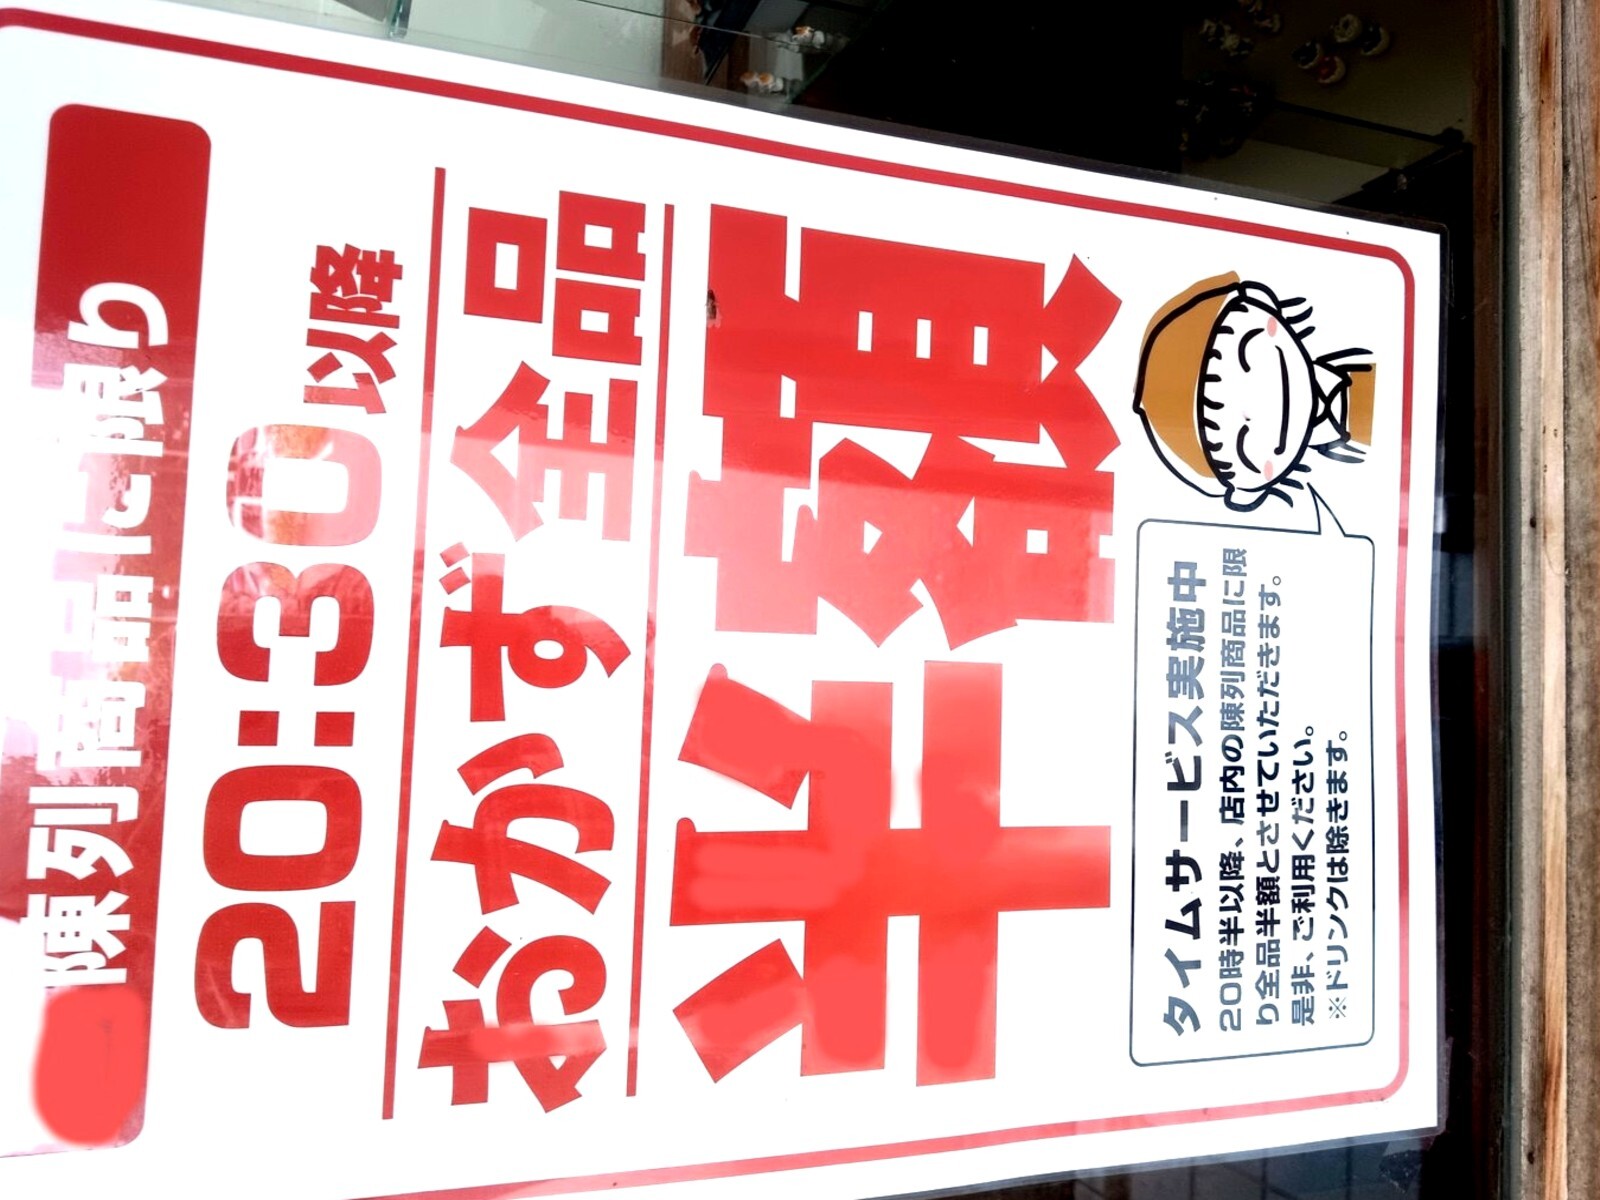 陳列商品に限り
20:30以降
おかず全品
半額
タイムサービス実施中
20時半以降、店内の陳列商品に限
り全品半額とさせていただきます。
是非、ご利用ください。
※ドリンクは除きます。